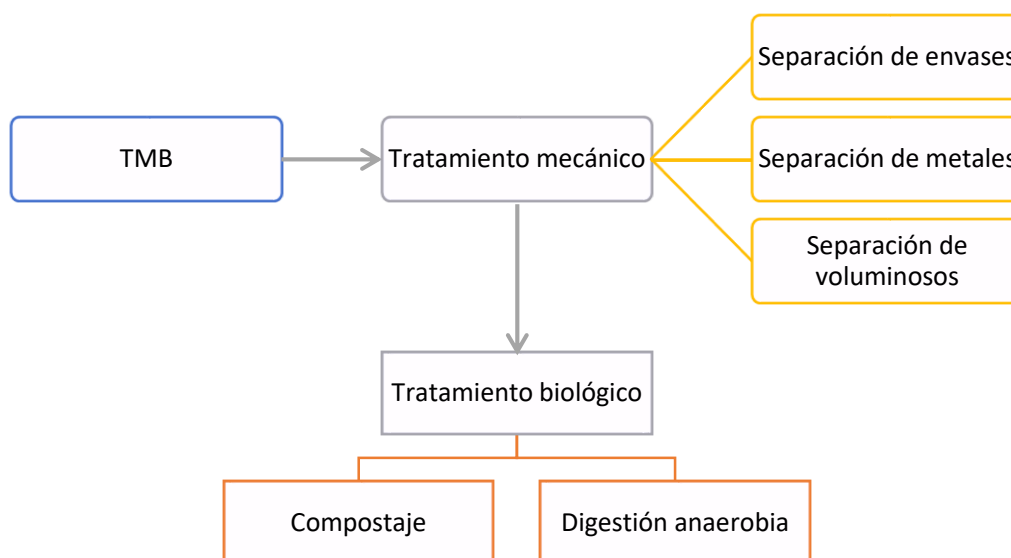 Separación de envases
TMB
Tratamiento mecánico
Separación de metales
Separación de
voluminosos
Tratamiento biológico
Compostaje
Digestión anaerobia